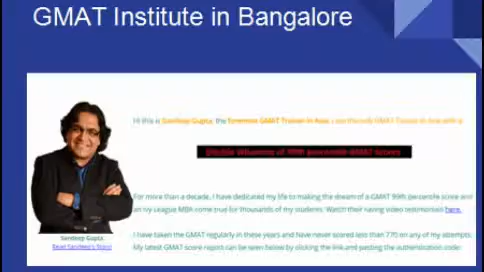 GMAT Institute in Bangalore
Hi this is Sandeep Gupta, the Foremost GMAT Trainer in Asia. I am the only GMAT Trainer in Asia with a
Double Whammy of 99th percentile GMAT Scores
For more than a decade, I have dedicated my life to making the dream of a GMAT 99th percentile score and
an Ivy League MBA come true for thousands of my students. Watch their raving video testimonials here.
Sandeep Gupta
Read Sandeep's Story
I have taken the GMAT regularly in these years and have never scored less than 770 on any of my attempts.
My latest GMAT score report can be seen below by clicking the link and pasting the authentication code: